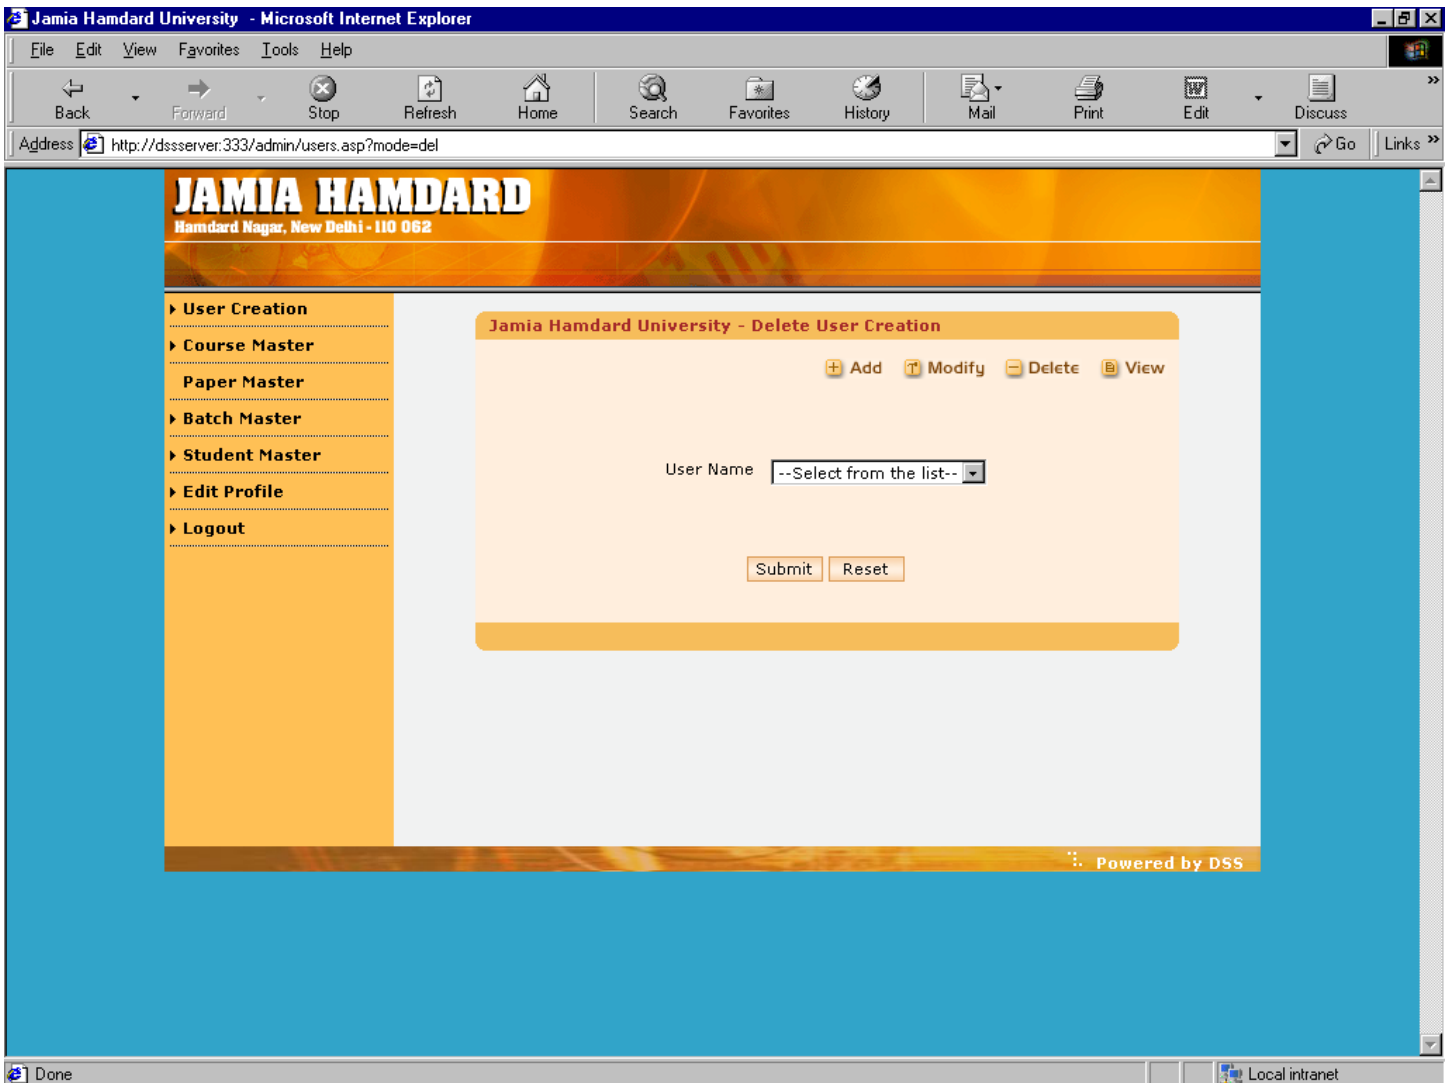 Jamia Hamdard University - Microsoft Internet Explorer
File Edit View Favorites Tools Help
Back Forward Stop Refresh Home Search Favorites History Mail Print Edit Discuss »
Address http://dssserver:333/admin/users.asp?mode=del Go Links »
JAMIA HAMDARD
Hamdard Nagar, New Delhi - 110 062
User Creation
Course Master
Paper Master
Batch Master
Student Master
Edit Profile
Logout
Jamia Hamdard University - Delete User Creation
Add Modify Delete View
User Name --Select from the list--
Submit Reset
Powered by DSS
Done Local intranet